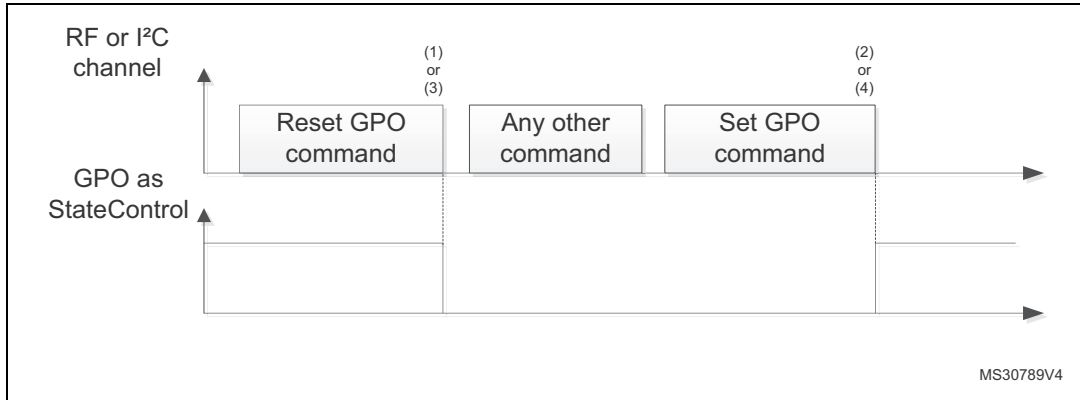 RF or I²C
channel
(1)
or
(3)
(2)
or
(4)
Reset GPO
command
Any other
command
Set GPO
command
GPO as
StateControl
MS30789V4